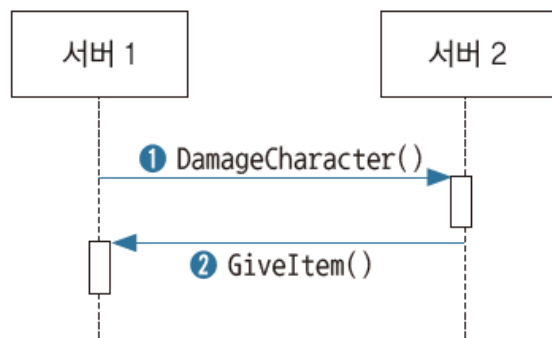 서버 1
서버 2
❶ DamageCharacter()
❷ GiveItem()